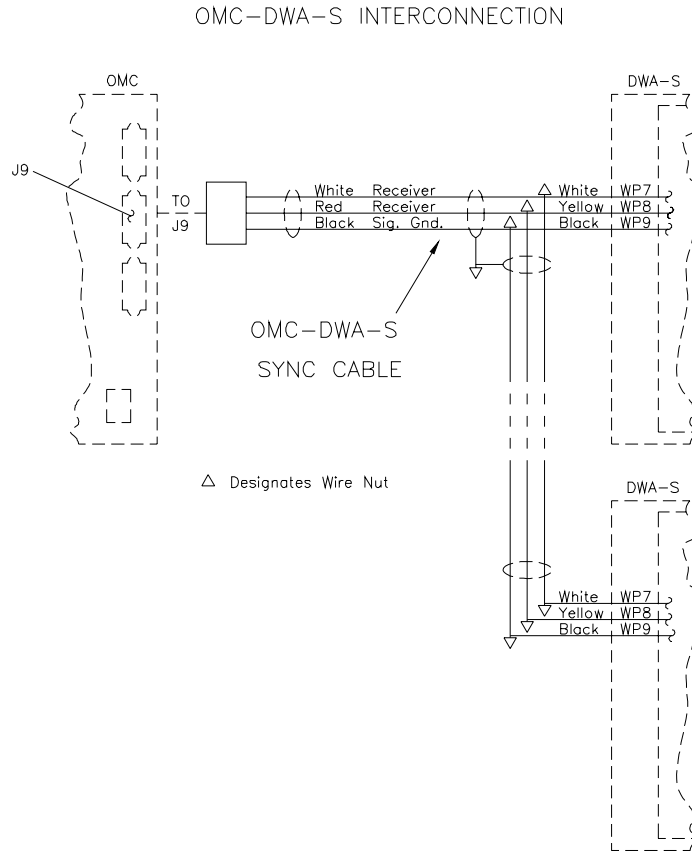 OMC-DWA-S INTERCONNECTION
OMC
DWA-S
J9
TO
J9
White Receiver
Red Receiver
Black Sig. Gnd.
White WP7
Yellow WP8
Black WP9
OMC-DWA-S
SYNC CABLE
Designates Wire Nut
DWA-S
White WP7
Yellow WP8
Black WP9